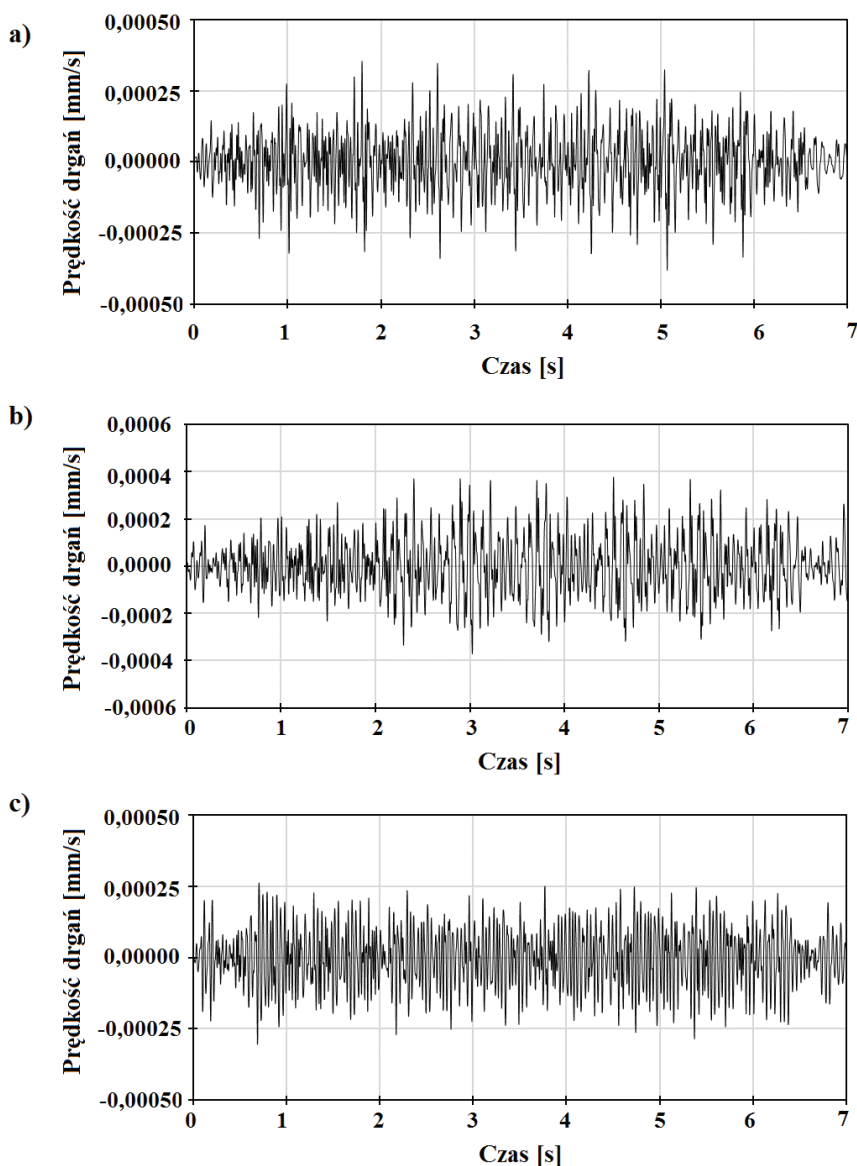 a)
Prędkość drgań [mm/s]
0,00050
0,00025
0,00000
-0,00025
-0,00050
0 1 2 3 4 5 6 7
Czas [s]
b)
Prędkość drgań [mm/s]
0,0006
0,0004
0,0002
0,0000
-0,0002
-0,0004
-0,0006
0 1 2 3 4 5 6 7
Czas [s]
c)
Prędkość drgań [mm/s]
0,00050
0,00025
0,00000
-0,00025
-0,00050
0 1 2 3 4 5 6 7
Czas [s]